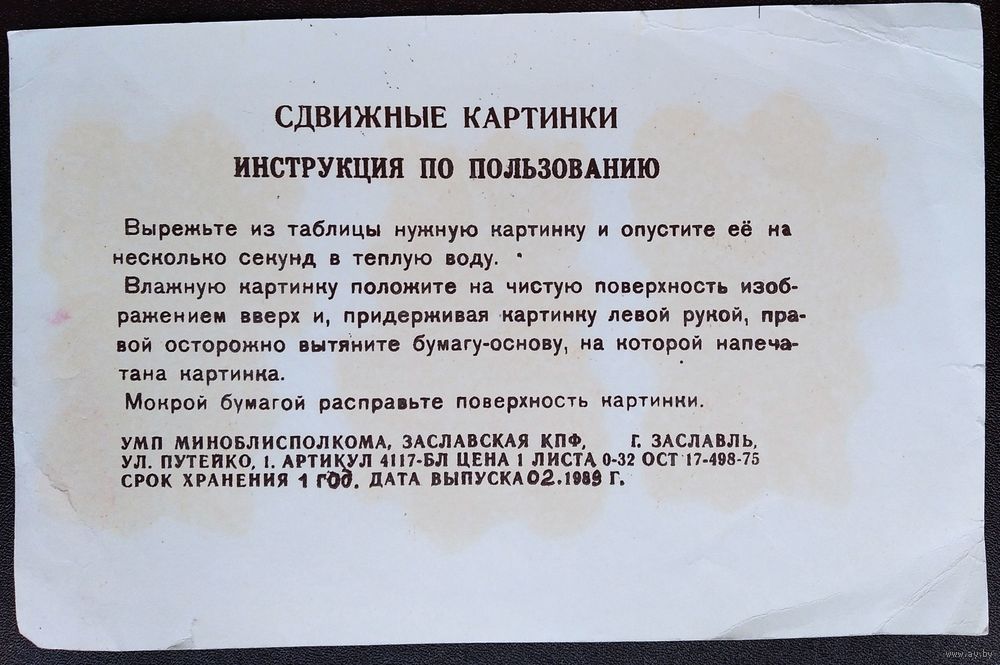 СДВИЖНЫЕ КАРТИНКИ
ИНСТРУКЦИЯ ПО ПОЛЬЗОВАНИЮ
Вырежьте из таблицы нужную картинку и опустите её на
несколько секунд в теплую воду.
Влажную картинку положите на чистую поверхность изоб-
ражением вверх и, придерживая картинку левой рукой, пра-
вой осторожно вытяните бумагу-основу, на которой напеча-
тана картинка.
Мокрой бумагой расправьте поверхность картинки.
УМП МИНОБЛИСПОЛКОМА, ЗАСЛАВСКАЯ КПФ, Г. ЗАСЛАВЛЬ,
УЛ. ПУТЕЙКО, 1. АРТИКУЛ 4117-БЛ ЦЕНА 1 ЛИСТА 0-32 ОСТ 17-498-75
СРОК ХРАНЕНИЯ 1 ГОД. ДАТА ВЫПУСКА 02.1989 Г.
www.ay.by